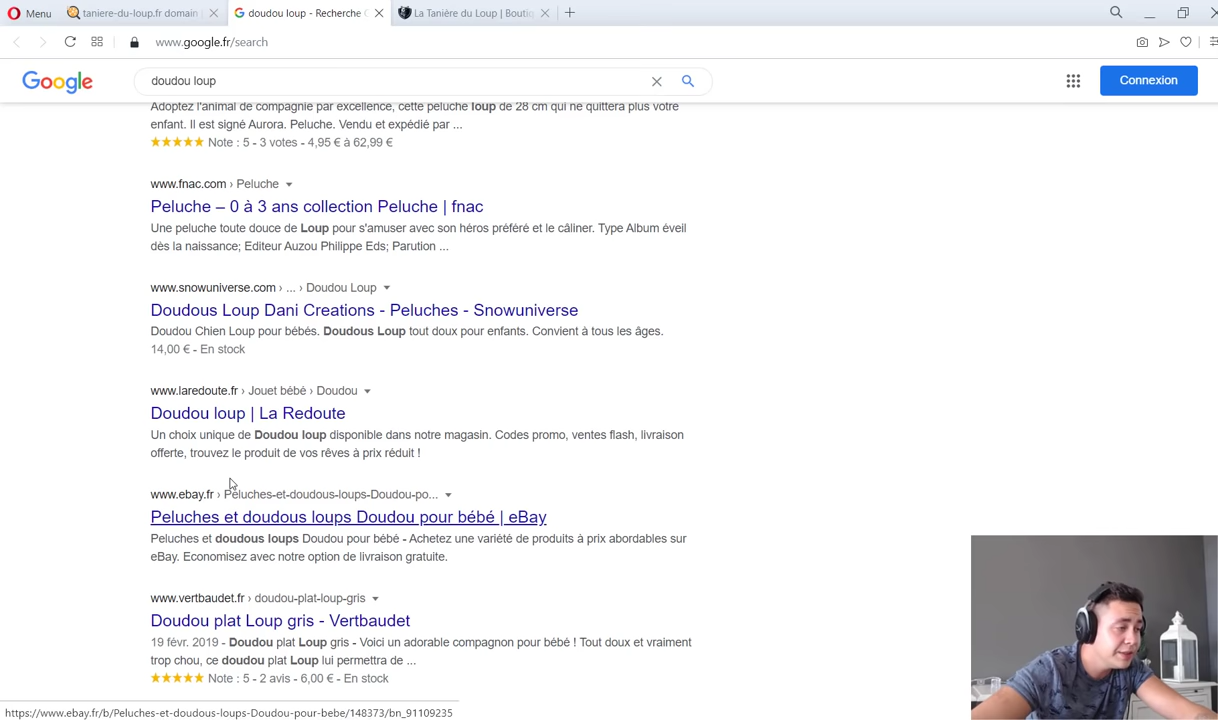 Menu
taniere-du-loup.fr domain
doudou loup - Recherche G
La Tanière du Loup | Boutiq
www.google.fr/search
Google
doudou loup
Connexion
Adoptez l'animal de compagnie par excellence, cette peluche loup de 28 cm qui ne quittera plus votre
enfant. Il est signé Aurora. Peluche. Vendu et expédié par ...
Note : 5 - 3 votes - 4,95 € à 62,99 €
www.fnac.com › Peluche
Peluche – 0 à 3 ans collection Peluche | fnac
Une peluche toute douce de Loup pour s'amuser avec son héros préféré et le câliner. Type Album éveil
dès la naissance; Editeur Auzou Philippe Eds; Parution ...
www.snowuniverse.com › ... › Doudou Loup
Doudous Loup Dani Creations - Peluches - Snowuniverse
Doudou Chien Loup pour bébés. Doudous Loup tout doux pour enfants. Convient à tous les âges.
14,00 € - En stock
www.laredoute.fr › Jouet bébé › Doudou
Doudou loup | La Redoute
Un choix unique de Doudou loup disponible dans notre magasin. Codes promo, ventes flash, livraison
offerte, trouvez le produit de vos rêves à prix réduit !
www.ebay.fr › Peluches-et-doudous-loups-Doudou-po...
Peluches et doudous loups Doudou pour bébé | eBay
Peluches et doudous loups Doudou pour bébé - Achetez une variété de produits à prix abordables sur
eBay. Economisez avec notre option de livraison gratuite.
www.vertbaudet.fr › doudou-plat-loup-gris
Doudou plat Loup gris - Vertbaudet
19 févr. 2019 - Doudou plat Loup gris - Voici un adorable compagnon pour bébé ! Tout doux et vraiment
trop chou, ce doudou plat Loup lui permettra de ...
Note : 5 - 2 avis - 6,00 € - En stock
https://www.ebay.fr/b/Peluches-et-doudous-loups-Doudou-pour-bebe/148373/bn_91109235